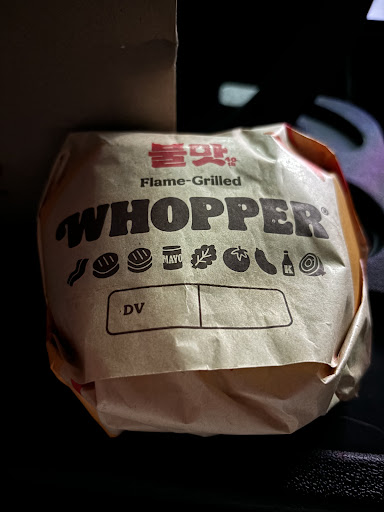 불맛
Flame-Grilled
WHOPPER®
MAYO K
DV